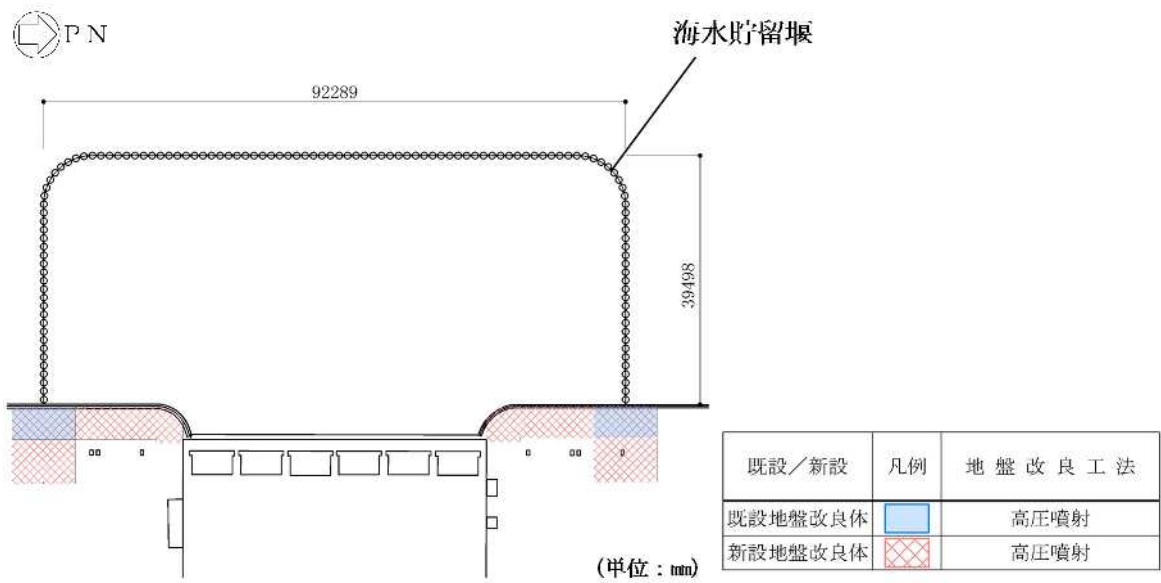 PN
海水貯留堰
92289
39498
既設／新設 凡例 地盤改良工法
既設地盤改良体 高圧噴射
新設地盤改良体 高圧噴射
(単位：mm)